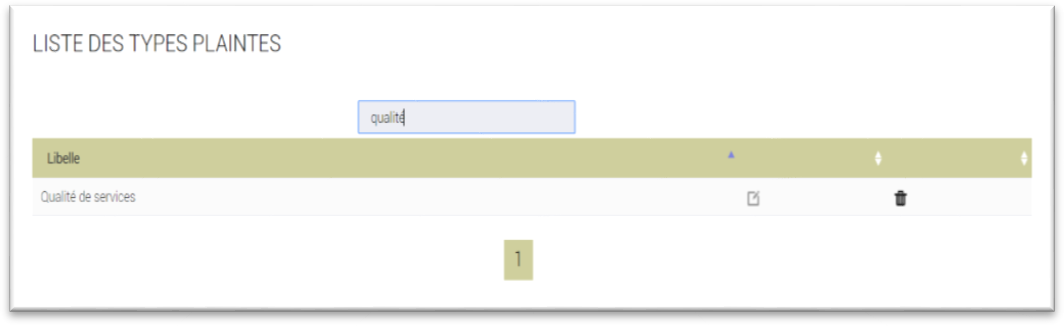 LISTE DES TYPES PLAINTES
qualité
Libelle
Qualité de services
1